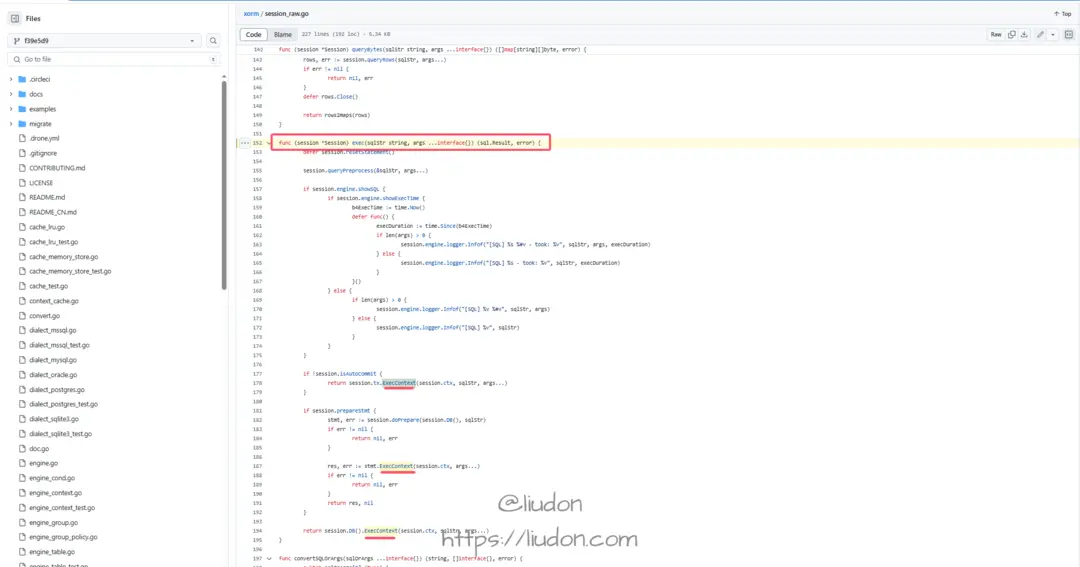 Files
f39e5d9
Go to file
t
.circleci
docs
examples
migrate
.drone.yml
.gitignore
CONTRIBUTING.md
LICENSE
README.md
README_CN.md
cache_lru.go
cache_lru_test.go
cache_memory_store.go
cache_memory_store_test.go
cache_test.go
context_cache.go
convert.go
dialect_mssql.go
dialect_mssql_test.go
dialect_mysql.go
dialect_oracle.go
dialect_postgres.go
dialect_postgres_test.go
dialect_sqlite3.go
dialect_sqlite3_test.go
doc.go
engine.go
engine_cond.go
engine_context.go
engine_context_test.go
engine_group.go
engine_group_policy.go
engine_table.go
engine_table_test.go
xorm / session_raw.go
Top
Code Blame 227 lines (192 loc) · 5.34 KB
Raw
142 func (session *Session) queryBytes(sqlStr string, args ...interface{}) ([]map[string][]byte, error) {
143 rows, err := session.queryRows(sqlStr, args...)
144 if err != nil {
145 return nil, err
146 }
147 defer rows.Close()
148
149 return rows2maps(rows)
150 }
151
152 func (session *Session) exec(sqlStr string, args ...interface{}) (sql.Result, error) {
153 defer session.resetStatement()
154
155 session.queryPreprocess(&sqlStr, args...)
156
157 if session.engine.showSQL {
158 if session.engine.showExecTime {
159 b4ExecTime := time.Now()
160 defer func() {
161 execDuration := time.Since(b4ExecTime)
162 if len(args) > 0 {
163 session.engine.logger.Infof("[SQL] %s %#v - took: %v", sqlStr, args, execDuration)
164 } else {
165 session.engine.logger.Infof("[SQL] %s - took: %v", sqlStr, execDuration)
166 }
167 }()
168 } else {
169 if len(args) > 0 {
170 session.engine.logger.Infof("[SQL] %v %#v", sqlStr, args)
171 } else {
172 session.engine.logger.Infof("[SQL] %v", sqlStr)
173 }
174 }
175 }
176
177 if !session.isAutoCommit {
178 return session.tx.ExecContext(session.ctx, sqlStr, args...)
179 }
180
181 if session.prepareStmt {
182 stmt, err := session.doPrepare(session.DB(), sqlStr)
183 if err != nil {
184 return nil, err
185 }
186
187 res, err := stmt.ExecContext(session.ctx, args...)
188 if err != nil {
189 return nil, err
190 }
191 return res, nil
192 }
193
194 return session.DB().ExecContext(session.ctx, sqlStr, args...)
195 }
196
197 func convertSQLOrArgs(sqlOrArgs ...interface{}) (string, []interface{}, error) {
@liudon
https://liudon.com